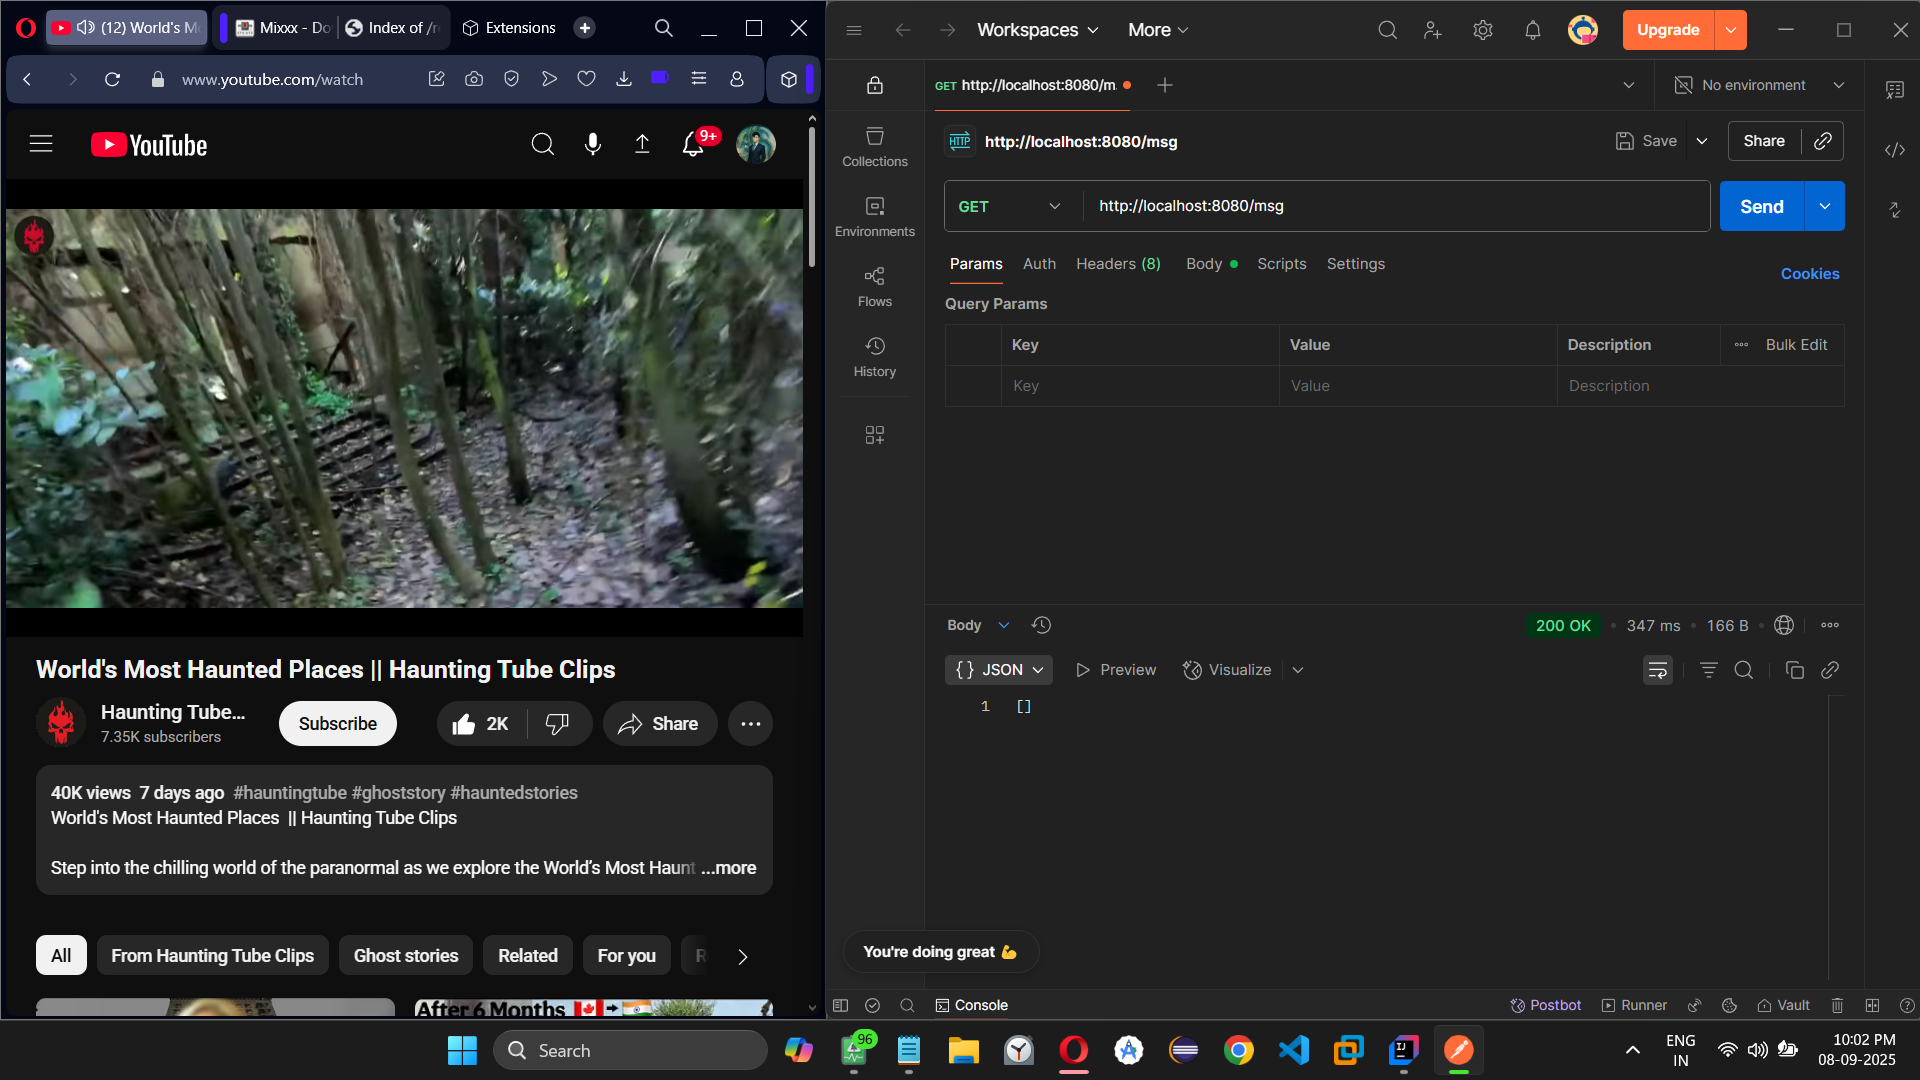 (12) World's Mo
Mixxx - Do
Index of /r
Extensions
www.youtube.com/watch
YouTube
9+
World's Most Haunted Places || Haunting Tube Clips
Haunting Tube...
7.35K subscribers
Subscribe
2K
Share
40K views 7 days ago #hauntingtube #ghoststory #hauntedstories
World's Most Haunted Places || Haunting Tube Clips
Step into the chilling world of the paranormal as we explore the World’s Most Haunt ...more
All
From Haunting Tube Clips
Ghost stories
Related
For you
After 6 Months
Workspaces
More
Upgrade
GET http://localhost:8080/m
No environment
Collections
Environments
Flows
History
HTTP
http://localhost:8080/msg
Save
Share
GET
http://localhost:8080/msg
Send
Params
Auth
Headers (8)
Body
Scripts
Settings
Cookies
Query Params
Key
Value
Description
Bulk Edit
Key
Value
Description
Body
200 OK
347 ms
166 B
{} JSON
Preview
Visualize
1 []
You're doing great 💪
Console
Postbot
Runner
Vault
Search
96
ENG
IN
10:02 PM
08-09-2025